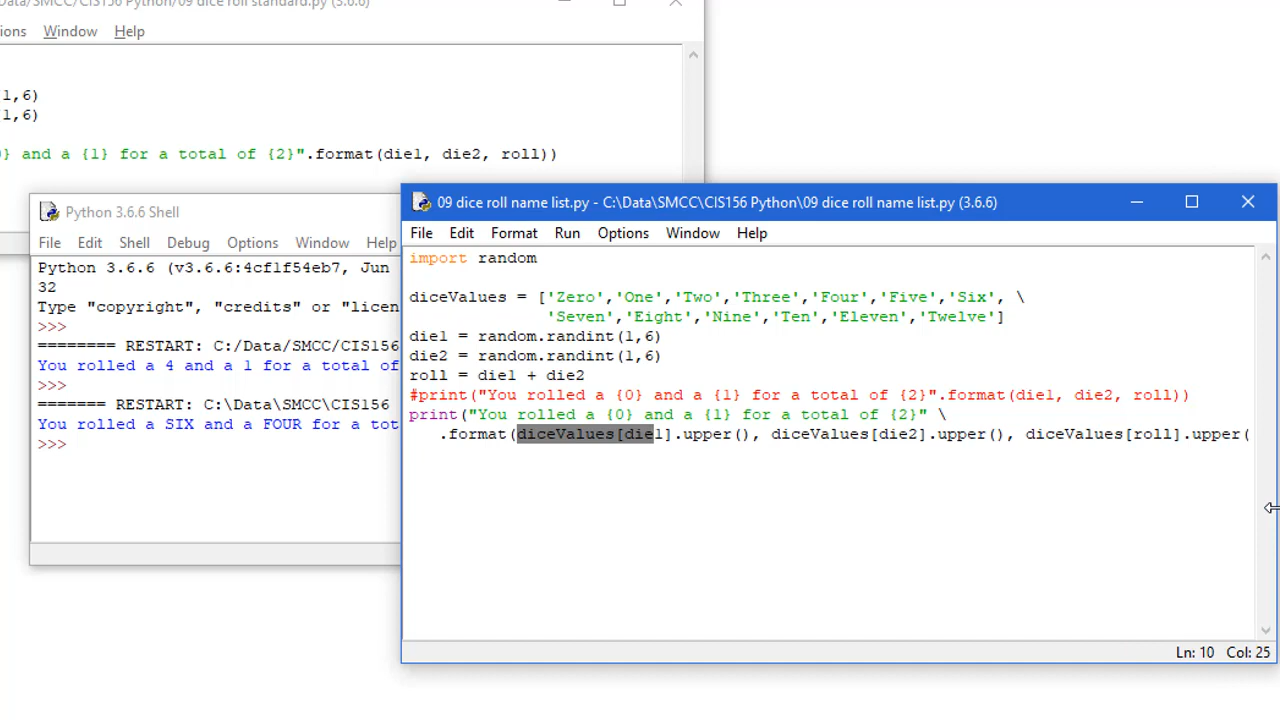 Data/SMCC/CIS156 Python/09 dice roll standard.py (3.6.6)
ions Window Help
1,6)
1,6)
0} and a {1} for a total of {2}".format(die1, die2, roll))
Python 3.6.6 Shell
File Edit Shell Debug Options Window Help
Python 3.6.6 (v3.6.6:4cf1f54eb7, Jun
32
Type "copyright", "credits" or "licen
>>>
======== RESTART: C:/Data/SMCC/CIS156
You rolled a 4 and a 1 for a total of
>>>
======= RESTART: C:\Data\SMCC\CIS156
You rolled a SIX and a FOUR for a tot
>>>
09 dice roll name list.py - C:\Data\SMCC\CIS156 Python\09 dice roll name list.py (3.6.6)
File Edit Format Run Options Window Help
import random
diceValues = ['Zero','One','Two','Three','Four','Five','Six', \
'Seven','Eight','Nine','Ten','Eleven','Twelve']
die1 = random.randint(1,6)
die2 = random.randint(1,6)
roll = die1 + die2
#print("You rolled a {0} and a {1} for a total of {2}".format(die1, die2, roll))
print("You rolled a {0} and a {1} for a total of {2}" \
.format(diceValues[die1].upper(), diceValues[die2].upper(), diceValues[roll].upper(
Ln: 10 Col: 25